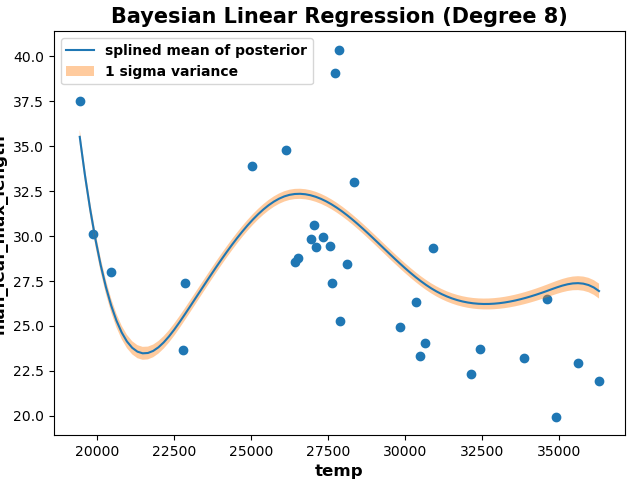 Bayesian Linear Regression (Degree 8)
splined mean of posterior
1 sigma variance
40.0
37.5
35.0
32.5
30.0
27.5
25.0
22.5
20.0
20000 22500 25000 27500 30000 32500 35000
temp